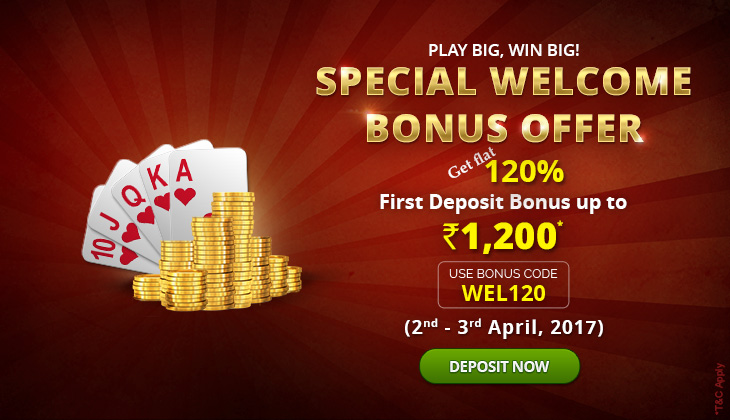 PLAY BIG, WIN BIG!
SPECIAL WELCOME
BONUS OFFER
Get flat 120%
First Deposit Bonus up to
₹1,200*
USE BONUS CODE
WEL120
(2nd - 3rd April, 2017)
DEPOSIT NOW
10 J Q K A
*T&C Apply